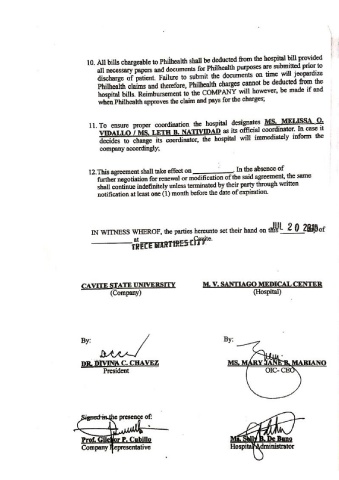 10. All bills chargeable to Philhealth shall be deducted from the hospital bill provided
all necessary papers and documents for Philhealth purposes are submitted prior to
discharge of patient. Failure to submit the documents on time will jeopardize
Philhealth claims and therefore, Philhealth charges cannot be deducted from the
hospital bills. Reimbursement to the COMPANY will however, be made if and
when Philhealth approves the claim and pays for the charges;
11. To ensure proper coordination the hospital designates MS. MELISSA O.
VIDALLO / MS. LETH B. NATIVIDAD as its official coordinator. In case it
decides to change its coordinator, the hospital will immediately inform the
company accordingly;
12. This agreement shall take effect on ____________. In the absence of
further negotiation for renewal or modification of the said agreement, the same
shall continue indefinitely unless terminated by their party through written
notification at least one (1) month before the date of expiration.
IN WITNESS WHEREOF, the parties hereunto set their hand on this JUL 20 day of
____________ at TRECE MARTIRES CITY Cavite.
CAVITE STATE UNIVERSITY M. V. SANTIAGO MEDICAL CENTER
(Company) (Hospital)
By: By:
DR. DIVINA C. CHAVEZ MS. MARY JANE R. MARIANO
President OIC- CEO
Signed in the presence of:
Prof. Gilchor P. Cubillo Ms. Sally B. De Buno
Company Representative Hospital Administrator